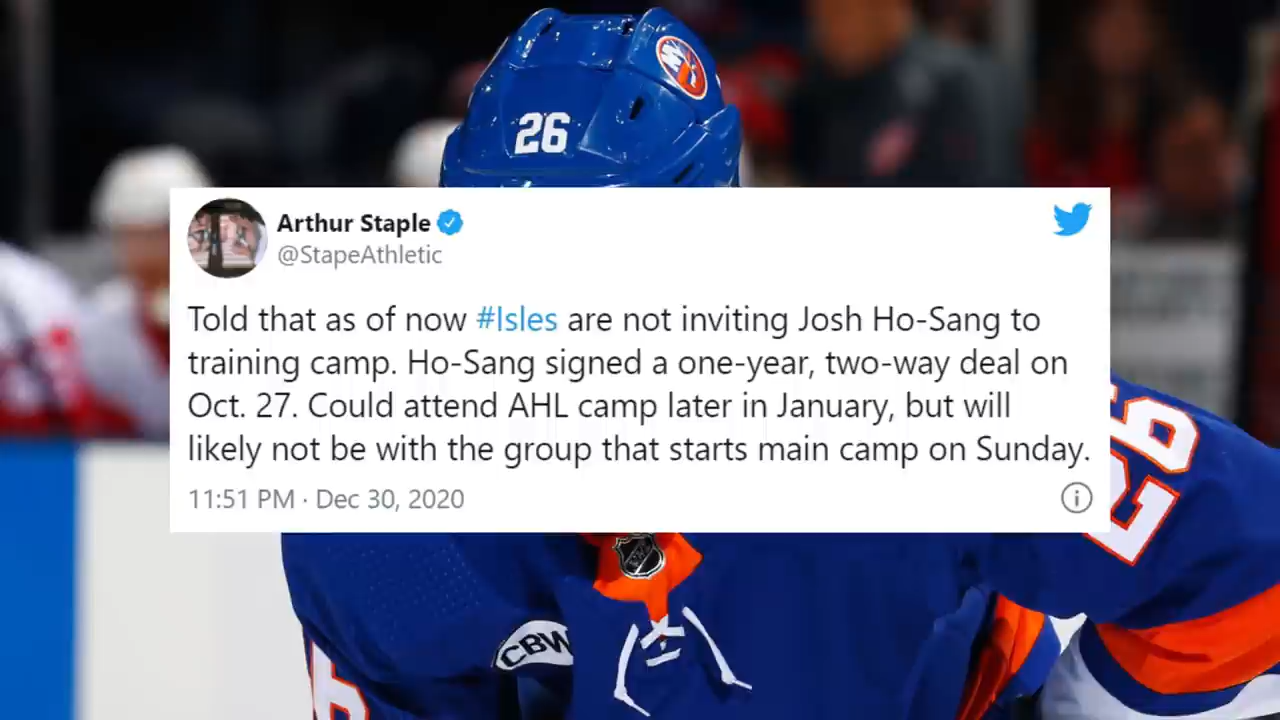 26
Arthur Staple
@StapeAthletic
Told that as of now #Isles are not inviting Josh Ho-Sang to
training camp. Ho-Sang signed a one-year, two-way deal on
Oct. 27. Could attend AHL camp later in January, but will
likely not be with the group that starts main camp on Sunday.
11:51 PM · Dec 30, 2020
26
NHL
CBW